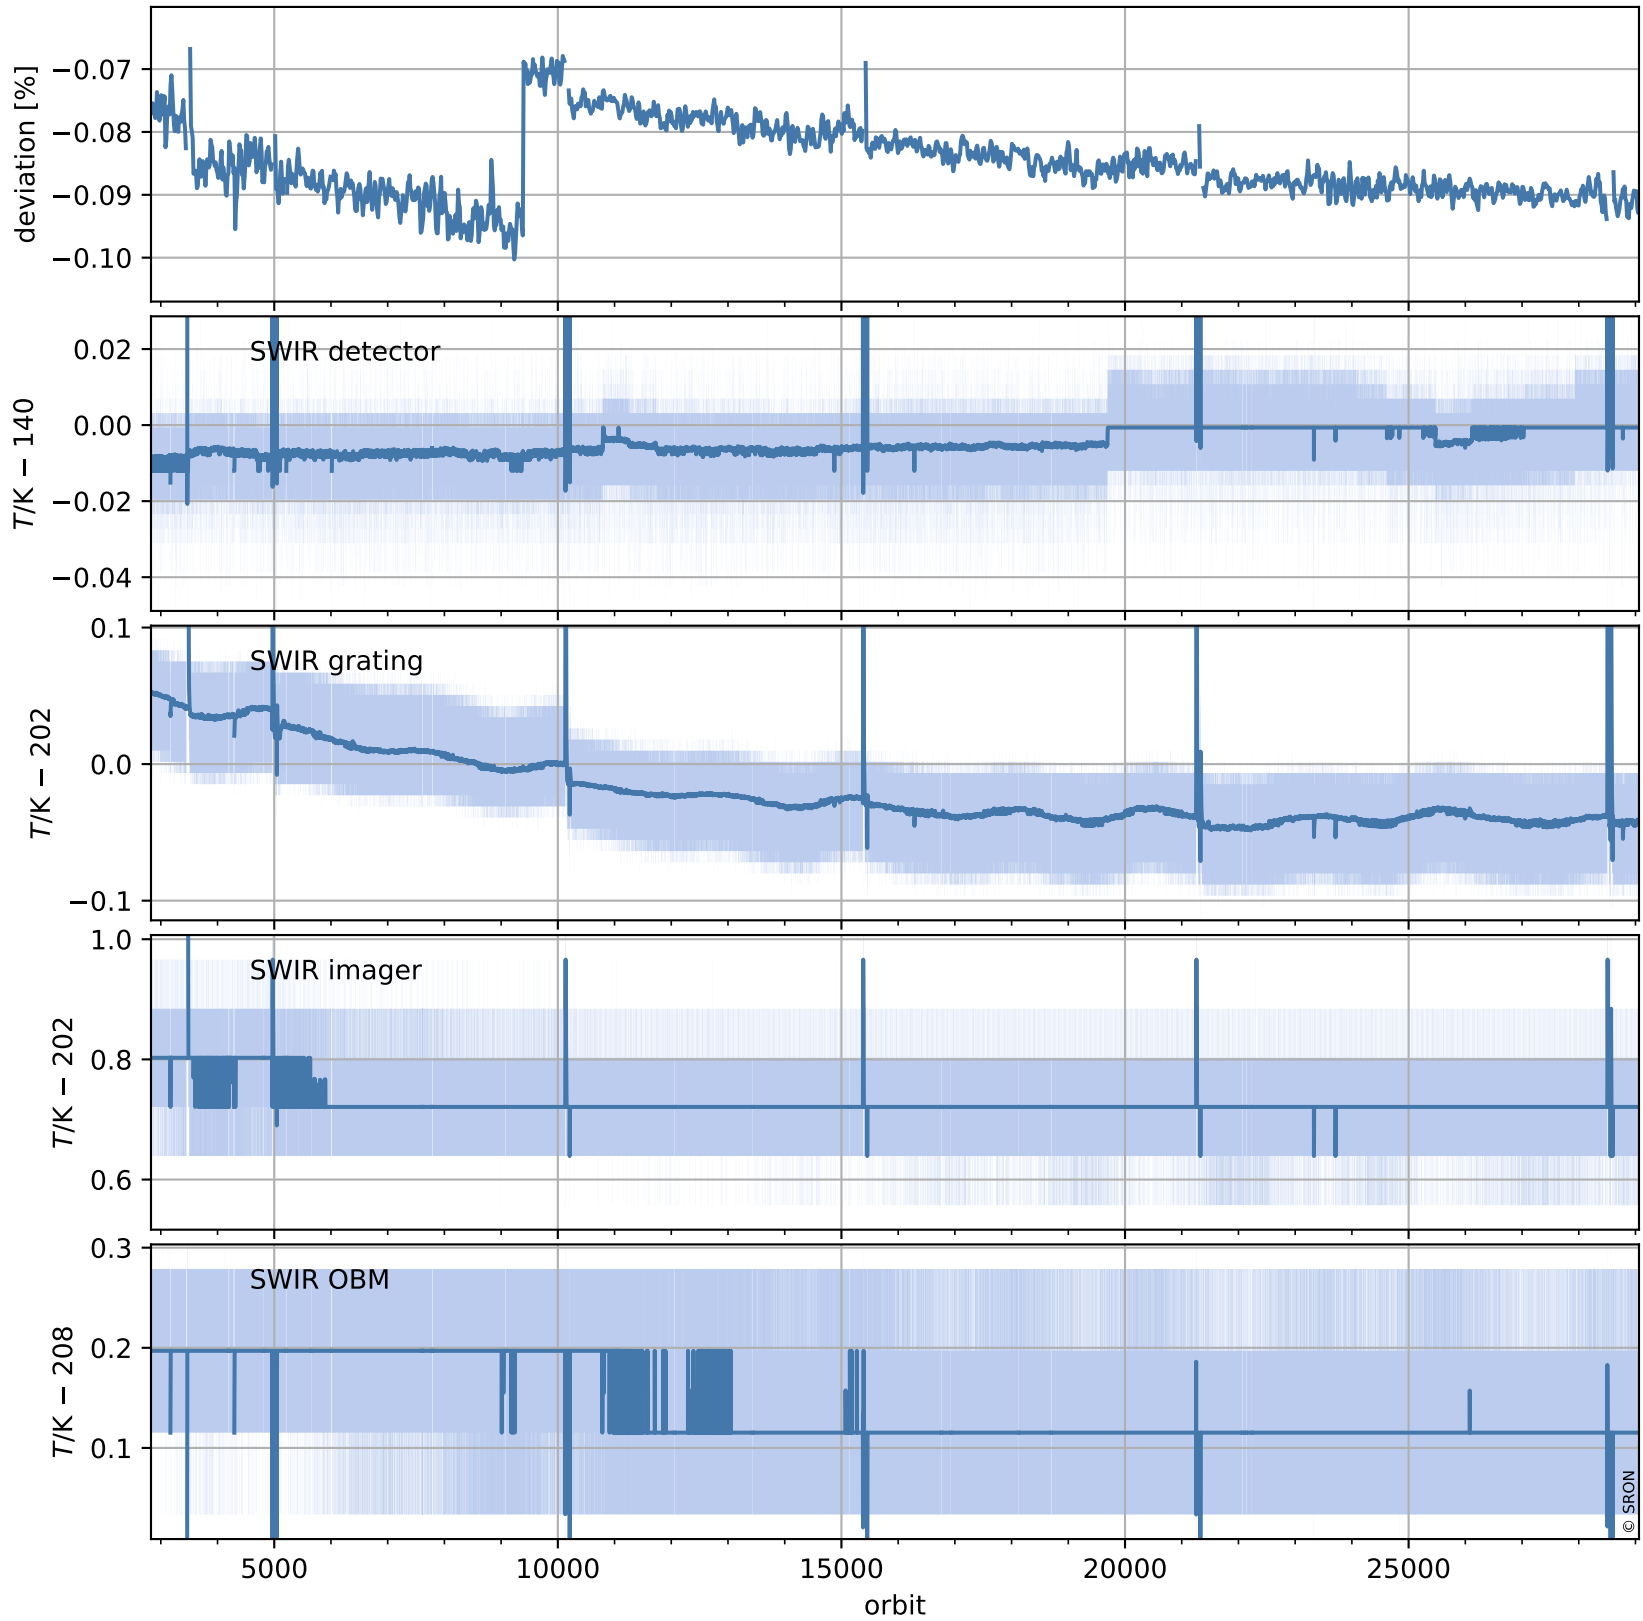 deviation [%]
−0.07
−0.08
−0.09
−0.10
SWIR detector
T/K − 140
0.02
0.00
−0.02
−0.04
SWIR grating
T/K − 202
0.1
0.0
−0.1
SWIR imager
T/K − 202
1.0
0.8
0.6
SWIR OBM
T/K − 208
0.3
0.2
0.1
© SRON
5000 10000 15000 20000 25000
orbit